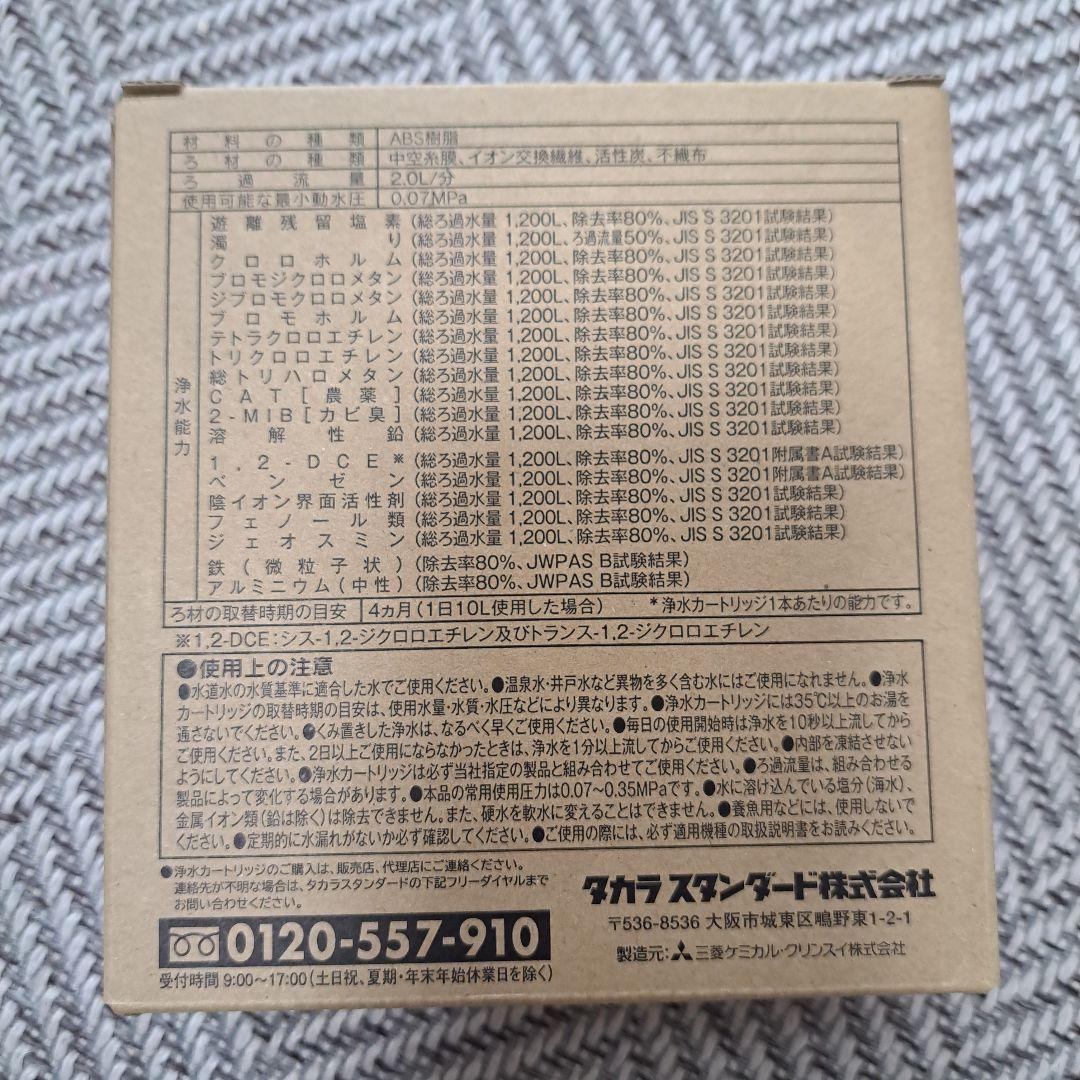 材料の種類 ABS樹脂
ろ材の種類 中空糸膜、イオン交換繊維、活性炭、不織布
ろ過流量 2.0L/分
使用可能な最小動水圧 0.07MPa
浄水能力
遊離残留塩素(総ろ過水量 1,200L、除去率80%、JIS S 3201試験結果)
濁り(総ろ過水量 1,200L、ろ過流量50%、JIS S 3201試験結果)
クロロホルム(総ろ過水量 1,200L、除去率80%、JIS S 3201試験結果)
ブロモジクロロメタン(総ろ過水量 1,200L、除去率80%、JIS S 3201試験結果)
ジブロモクロロメタン(総ろ過水量 1,200L、除去率80%、JIS S 3201試験結果)
ブロモホルム(総ろ過水量 1,200L、除去率80%、JIS S 3201試験結果)
テトラクロロエチレン(総ろ過水量 1,200L、除去率80%、JIS S 3201試験結果)
トリクロロエチレン(総ろ過水量 1,200L、除去率80%、JIS S 3201試験結果)
総トリハロメタン(総ろ過水量 1,200L、除去率80%、JIS S 3201試験結果)
CAT[農薬](総ろ過水量 1,200L、除去率80%、JIS S 3201試験結果)
2-MIB[カビ臭](総ろ過水量 1,200L、除去率80%、JIS S 3201試験結果)
溶解性鉛(総ろ過水量 1,200L、除去率80%、JIS S 3201試験結果)
1,2-DCE※(総ろ過水量 1,200L、除去率80%、JIS S 3201附属書A試験結果)
ベンゼン(総ろ過水量 1,200L、除去率80%、JIS S 3201附属書A試験結果)
陰イオン界面活性剤(総ろ過水量 1,200L、除去率80%、JIS S 3201試験結果)
フェノール類(総ろ過水量 1,200L、除去率80%、JIS S 3201試験結果)
ジェオスミン(総ろ過水量 1,200L、除去率80%、JIS S 3201試験結果)
鉄(微粒子状)(除去率80%、JWPAS B試験結果)
アルミニウム(中性)(除去率80%、JWPAS B試験結果)
ろ材の取替時期の目安 4ヵ月(1日10L使用した場合) *浄水カートリッジ1本あたりの能力です。
※1,2-DCE:シス-1,2-ジクロロエチレン及びトランス-1,2-ジクロロエチレン
●使用上の注意
●水道水の水質基準に適合した水でご使用ください。●温泉水・井戸水など異物を多く含む水にはご使用になれません。●浄水
カートリッジの取替時期の目安は、使用水量・水質・水圧などにより異なります。●浄水カートリッジには35℃以上のお湯を
通さないでください。●くみ置きした浄水は、なるべく早くご使用ください。●毎日の使用開始時は浄水を10秒以上流してから
ご使用ください。また、2日以上ご使用にならなかったときは、浄水を1分以上流してからご使用ください。●内部を凍結させない
ようにしてください。●浄水カートリッジは必ず当社指定の製品と組み合わせてご使用ください。●ろ過流量は、組み合わせる
製品によって変化する場合があります。●本品の常用使用圧力は0.07～0.35MPaです。●水に溶け込んでいる塩分(海水)、
金属イオン類(鉛は除く)は除去できません。また、硬水を軟水に変えることはできません。●養魚用などには、使用しないで
ください。●定期的に水漏れがないか必ず確認してください。●ご使用の際には、必ず適用機種の取扱説明書をお読みください。
●浄水カートリッジのご購入は、販売店、代理店にご連絡ください。
連絡先が不明な場合は、タカラスタンダードの下記フリーダイヤルまで
お問い合わせください。
0120-557-910
受付時間 9:00～17:00(土日祝、夏期・年末年始休業日を除く)
タカラスタンダード株式会社
〒536-8536 大阪市城東区鴫野東1-2-1
製造元:三菱ケミカル・クリンスイ株式会社